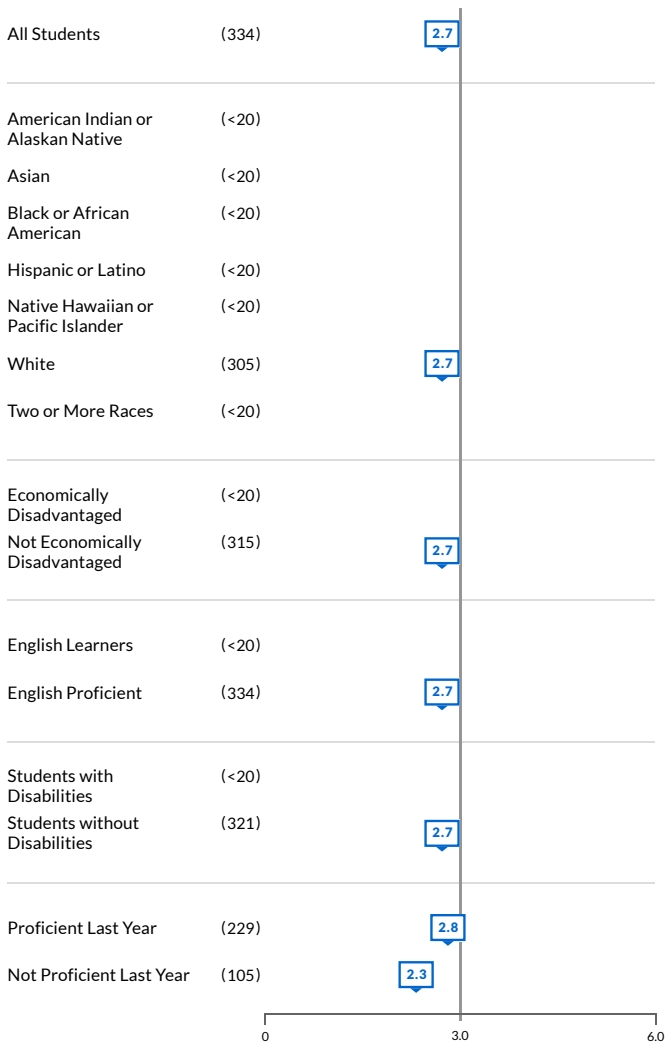 All Students (334) 2.7
American Indian or (<20)
Alaskan Native
Asian (<20)
Black or African (<20)
American
Hispanic or Latino (<20)
Native Hawaiian or (<20)
Pacific Islander
White (305) 2.7
Two or More Races (<20)
Economically (<20)
Disadvantaged
Not Economically (315) 2.7
Disadvantaged
English Learners (<20)
English Proficient (334) 2.7
Students with (<20)
Disabilities
Students without (321) 2.7
Disabilities
Proficient Last Year (229) 2.8
Not Proficient Last Year (105) 2.3
0 3.0 6.0